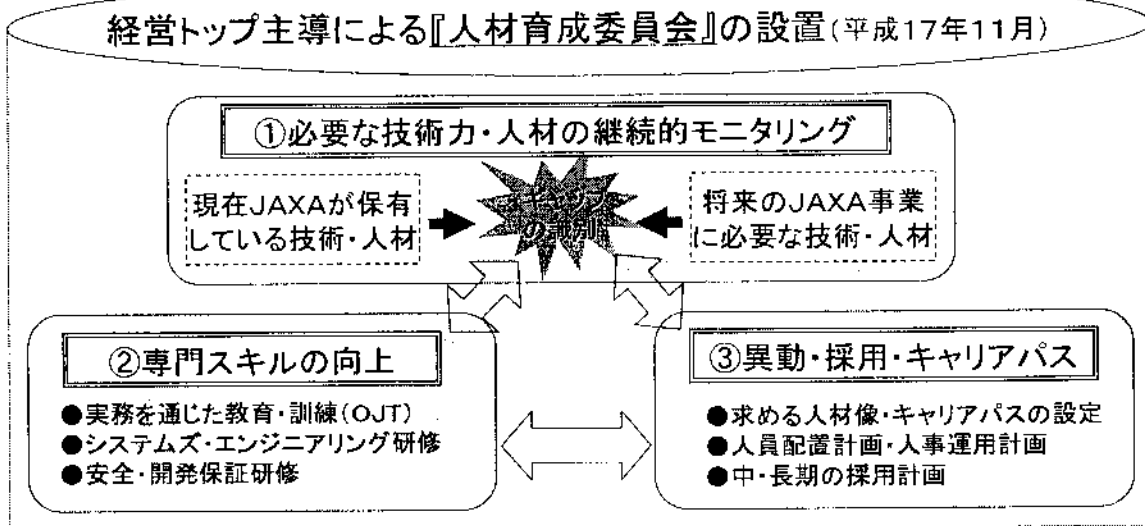 経営トップ主導による『人材育成委員会』の設置(平成17年11月)
①必要な技術力・人材の継続的モニタリング
現在JAXAが保有
している技術・人材
ギャップ
の識別
将来のJAXA事業
に必要な技術・人材
②専門スキルの向上
●実務を通じた教育・訓練(OJT)
●システムズ・エンジニアリング研修
●安全・開発保証研修
③異動・採用・キャリアパス
●求める人材像・キャリアパスの設定
●人員配置計画・人事運用計画
●中・長期の採用計画